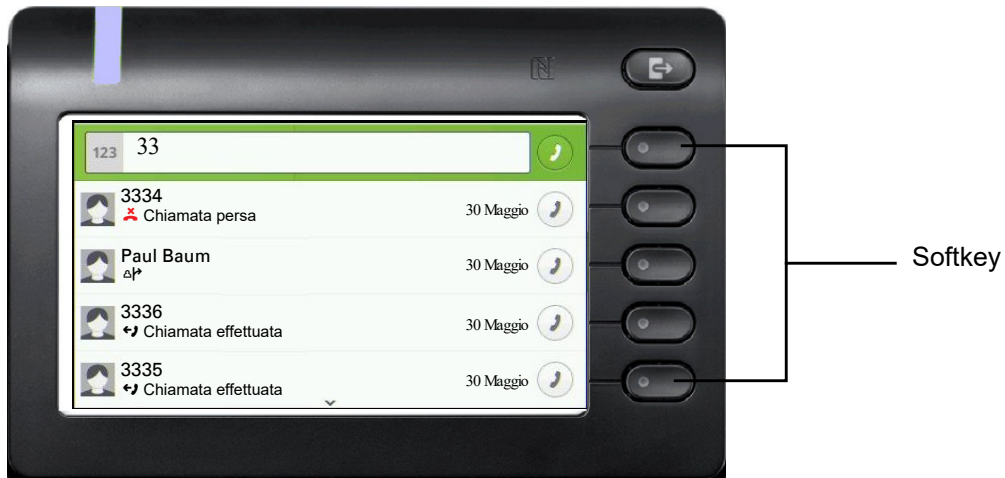 123 33
3334
Chiamata persa 30 Maggio
Paul Baum
30 Maggio
3336
Chiamata effettuata 30 Maggio
3335
Chiamata effettuata 30 Maggio
Softkey